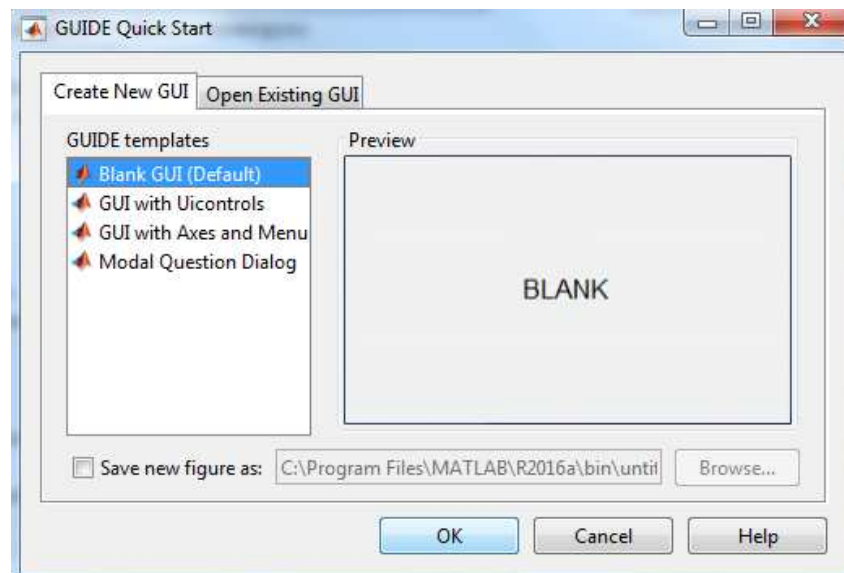 GUIDE Quick Start
Create New GUI
Open Existing GUI
GUIDE templates
Preview
Blank GUI (Default)
GUI with Uicontrols
GUI with Axes and Menu
Modal Question Dialog
BLANK
Save new figure as:
C:\Program Files\MATLAB\R2016a\bin\untit
Browse...
OK
Cancel
Help